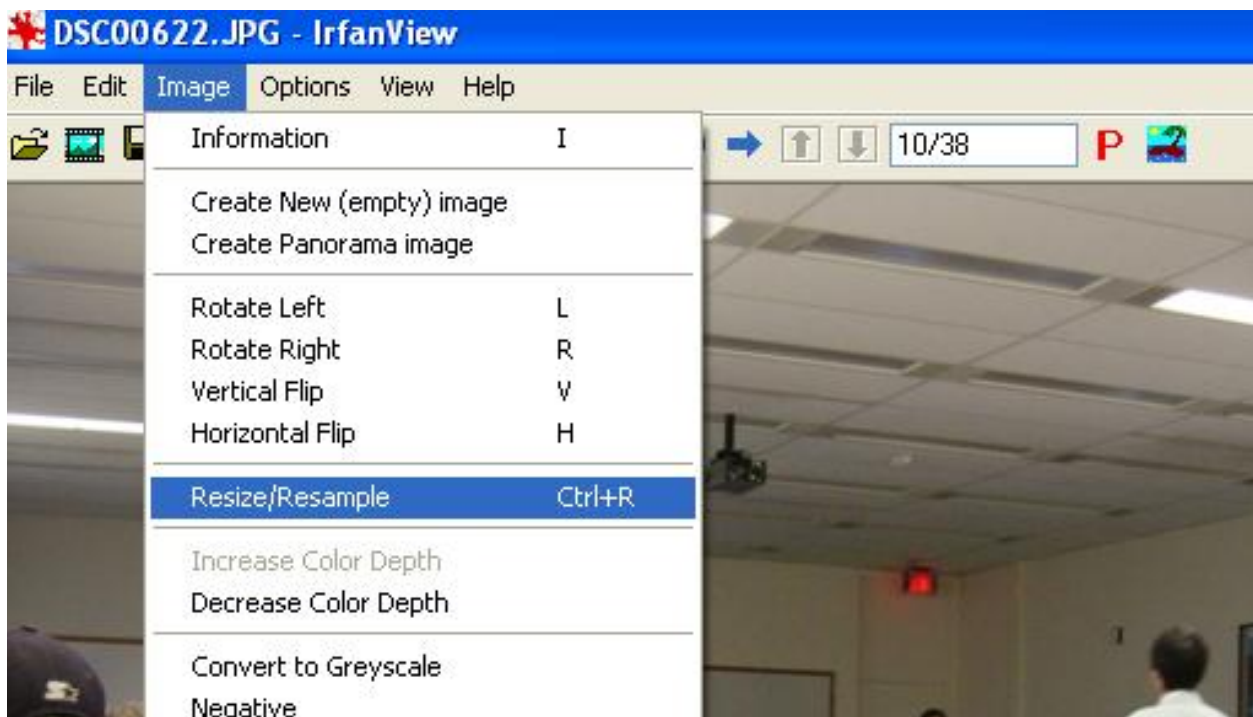 DSC00622.JPG - IrfanView
File Edit Image Options View Help
10/38 P
Information I
Create New (empty) image
Create Panorama image
Rotate Left L
Rotate Right R
Vertical Flip V
Horizontal Flip H
Resize/Resample Ctrl+R
Increase Color Depth
Decrease Color Depth
Convert to Greyscale
Negative